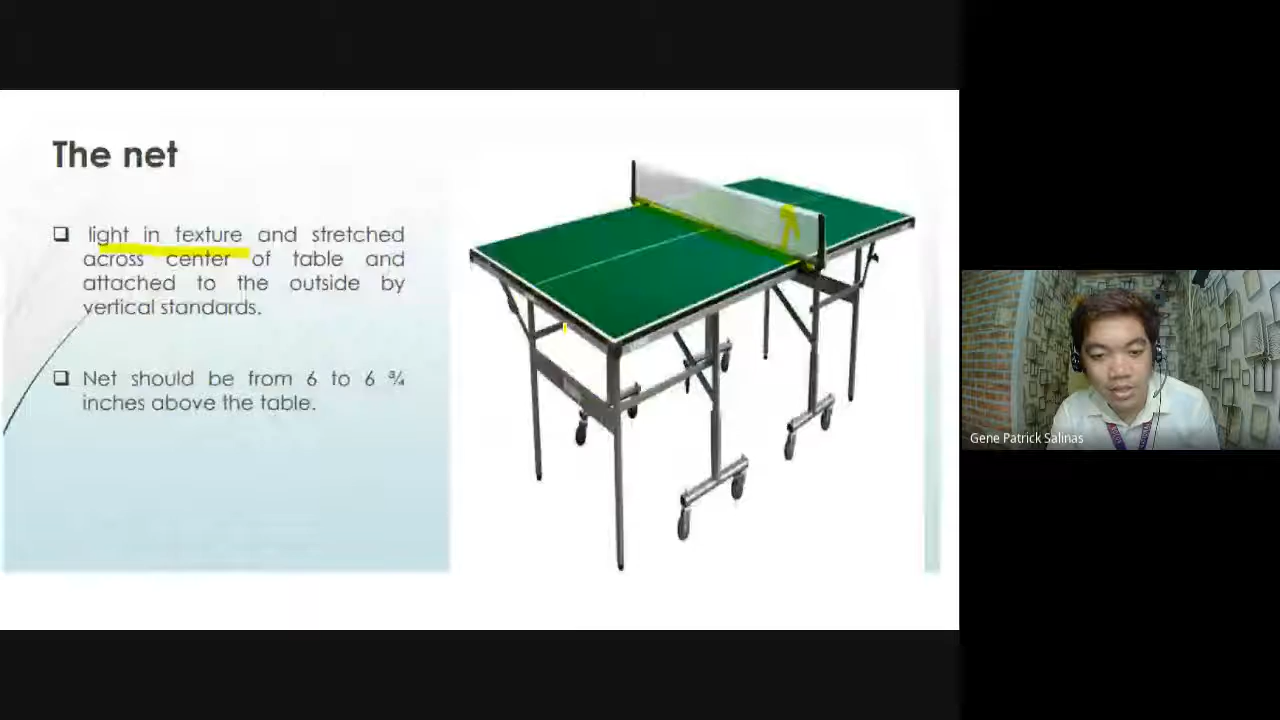 The net
❑ light in texture and stretched
across center of table and
attached to the outside by
vertical standards.
❑ Net should be from 6 to 6 ¾
inches above the table.
Gene Patrick Salinas